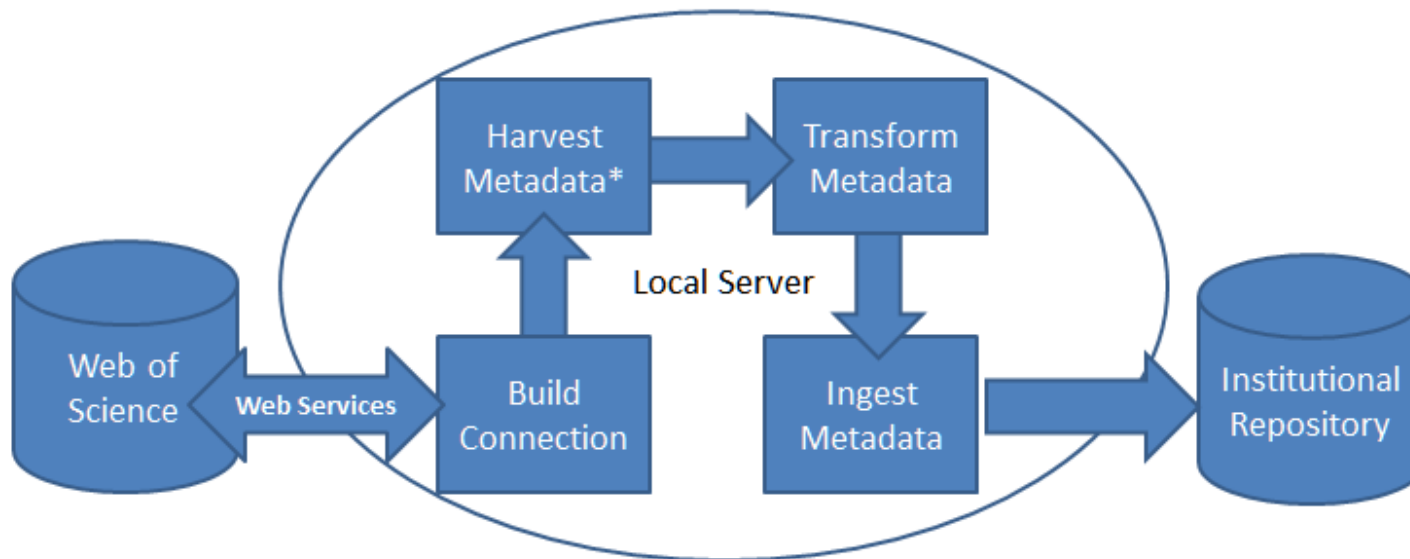 Harvest
Metadata*
Transform
Metadata
Local Server
Web of
Science
Web Services
Build
Connection
Ingest
Metadata
Institutional
Repository